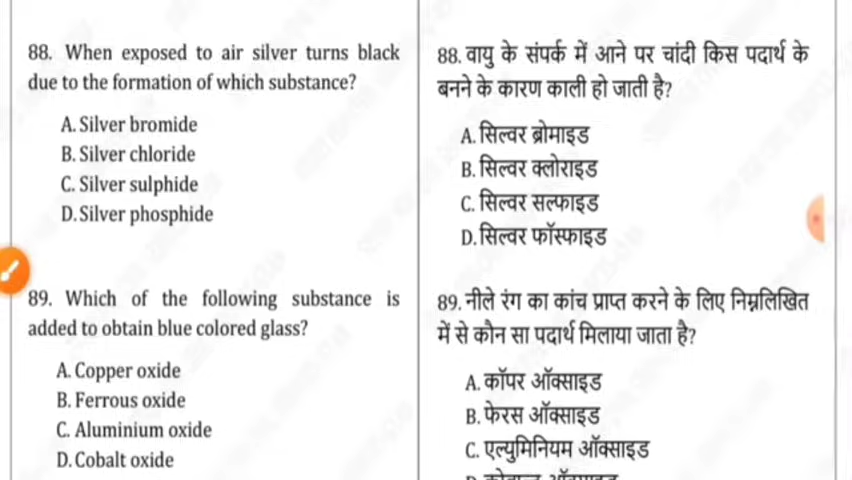 88. When exposed to air silver turns black
due to the formation of which substance?
A. Silver bromide
B. Silver chloride
C. Silver sulphide
D. Silver phosphide
89. Which of the following substance is
added to obtain blue colored glass?
A. Copper oxide
B. Ferrous oxide
C. Aluminium oxide
D. Cobalt oxide
88. वायु के संपर्क में आने पर चांदी किस पदार्थ के
बनने के कारण काली हो जाती है?
A. सिल्वर ब्रोमाइड
B. सिल्वर क्लोराइड
C. सिल्वर सल्फाइड
D. सिल्वर फॉस्फाइड
89. नीले रंग का कांच प्राप्त करने के लिए निम्नलिखित
में से कौन सा पदार्थ मिलाया जाता है?
A. कॉपर ऑक्साइड
B. फेरस ऑक्साइड
C. एल्युमिनियम ऑक्साइड